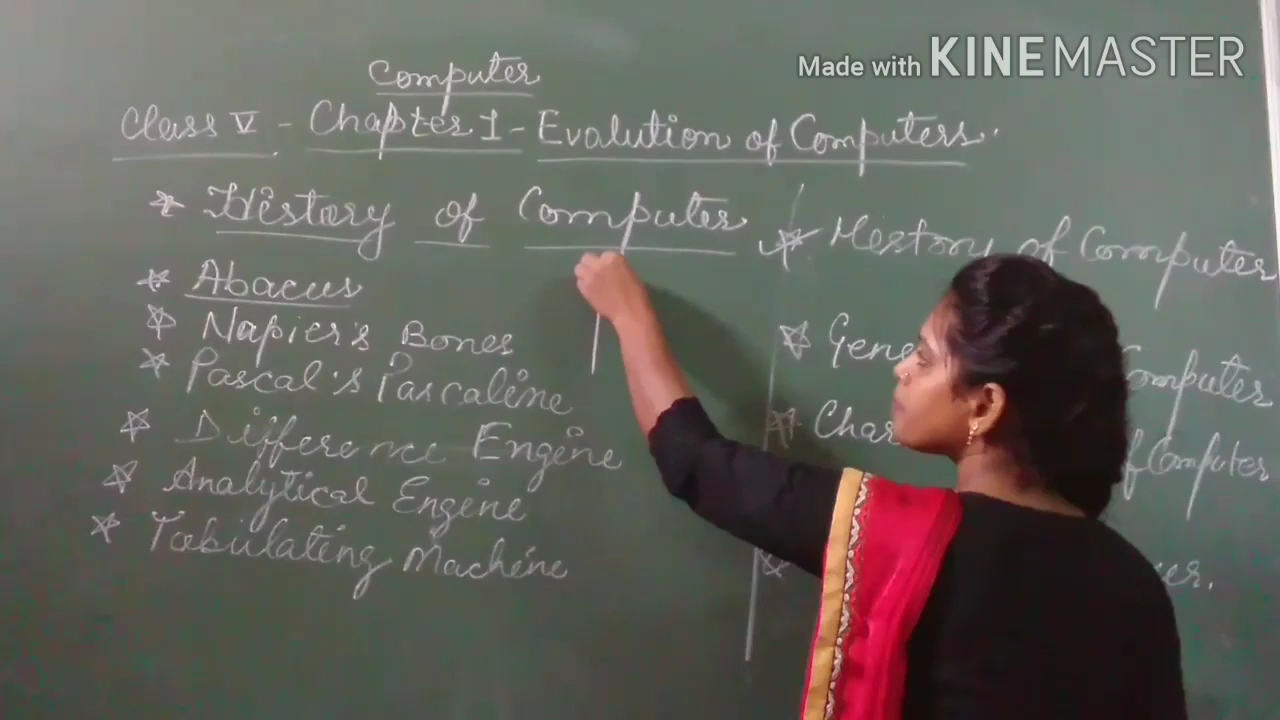 Made with KINEMASTER
Computer
Class V - Chapter I - Evalution of Computers.
* History of Computer
* Abacus
* Napier's Bones
* Pascal's Pascaline
* Difference Engine
* Analytical Engine
* Tabulating Machine
* History of Computer
* Computer
* of Computer
*